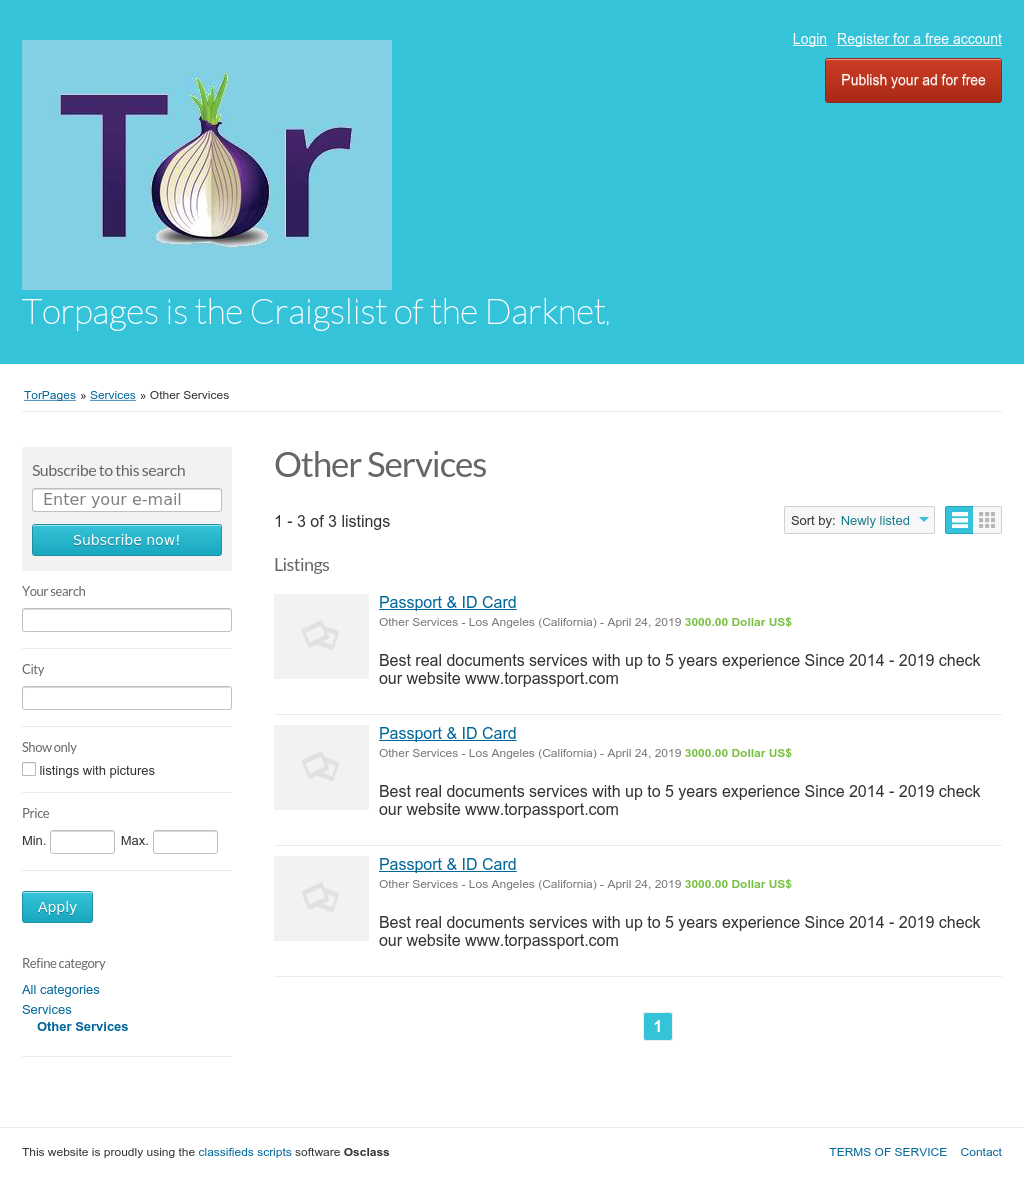 Login Register for a free account
Publish your ad for free
Tor
Torpages is the Craigslist of the Darknet.
TorPages » Services » Other Services
Subscribe to this search
Enter your e-mail
Subscribe now!
Your search
City
Show only
listings with pictures
Price
Min. Max.
Apply
Refine category
All categories
Services
Other Services
Other Services
1 - 3 of 3 listings
Sort by: Newly listed
Listings
Passport & ID Card
Other Services - Los Angeles (California) - April 24, 2019 3000.00 Dollar US$
Best real documents services with up to 5 years experience Since 2014 - 2019 check
our website www.torpassport.com
Passport & ID Card
Other Services - Los Angeles (California) - April 24, 2019 3000.00 Dollar US$
Best real documents services with up to 5 years experience Since 2014 - 2019 check
our website www.torpassport.com
Passport & ID Card
Other Services - Los Angeles (California) - April 24, 2019 3000.00 Dollar US$
Best real documents services with up to 5 years experience Since 2014 - 2019 check
our website www.torpassport.com
1
This website is proudly using the classifieds scripts software Osclass
TERMS OF SERVICE Contact